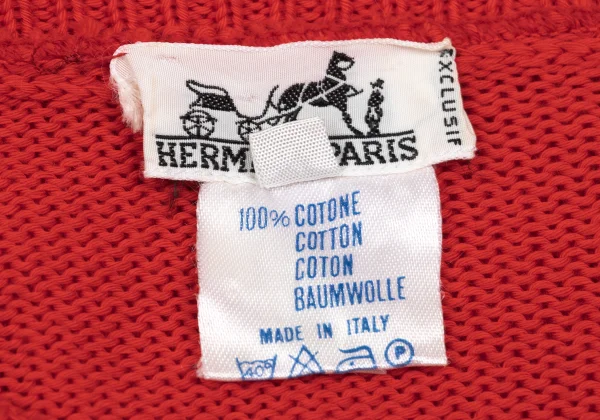 EXCLUSIF
HERM PARIS
100% COTONE
COTTON
COTON
BAUMWOLLE
MADE IN ITALY
40°
P